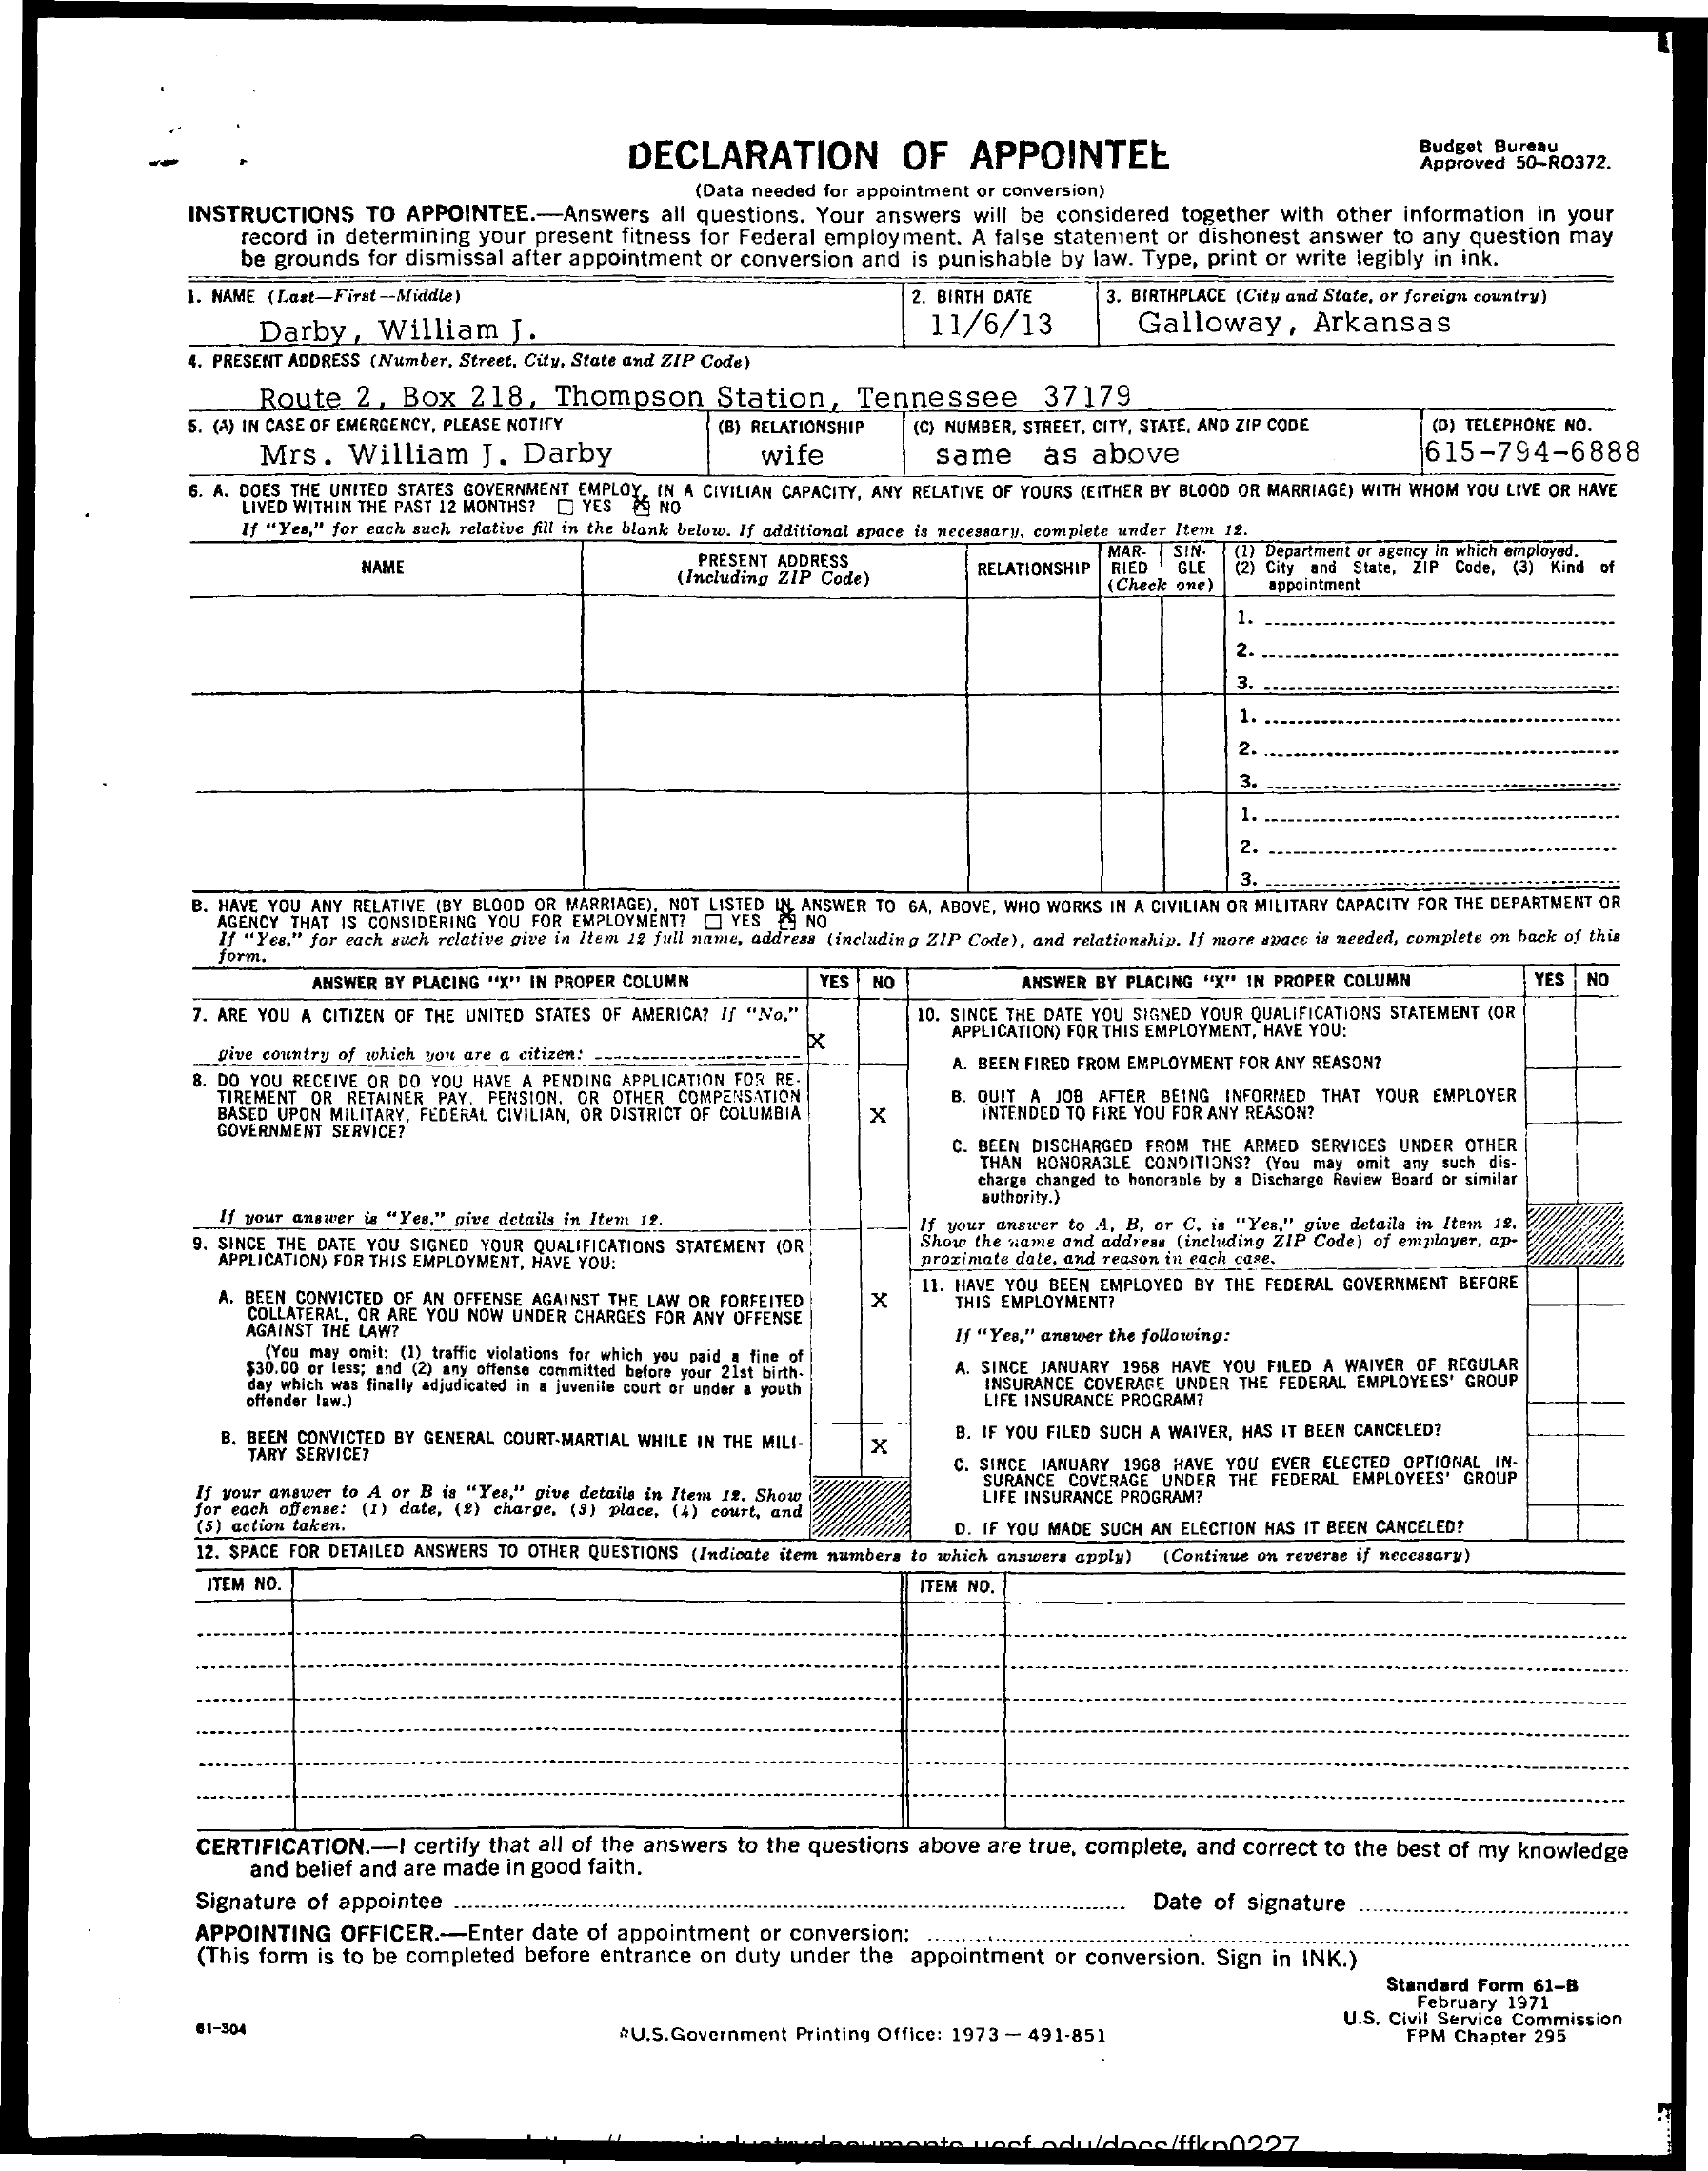 DECLARATION OF APPOINTEE
Budget Bureau
Approved 50-RO372.
(Data needed for appointment or conversion)
INSTRUCTIONS TO APPOINTEE.—Answers all questions. Your answers will be considered together with other information in your
record in determining your present fitness for Federal employment. A false statement or dishonest answer to any question may
be grounds for dismissal after appointment or conversion and is punishable by law. Type, print or write legibly in ink.
1. NAME (Last—First—Middle)
Darby, William J.
2. BIRTH DATE
11/6/13
3. BIRTHPLACE (City and State, or foreign country)
Galloway, Arkansas
4. PRESENT ADDRESS (Number, Street, City, State and ZIP Code)
Route 2, Box 218, Thompson Station, Tennessee 37179
5. (A) IN CASE OF EMERGENCY, PLEASE NOTIFY
Mrs. William J. Darby
(B) RELATIONSHIP
wife
(C) NUMBER, STREET, CITY, STATE, AND ZIP CODE
same as above
(D) TELEPHONE NO.
615-794-6888
6. A. DOES THE UNITED STATES GOVERNMENT EMPLOY, IN A CIVILIAN CAPACITY, ANY RELATIVE OF YOURS (EITHER BY BLOOD OR MARRIAGE) WITH WHOM YOU LIVE OR HAVE
LIVED WITHIN THE PAST 12 MONTHS? ☐ YES ☒ NO
If "Yes," for each such relative fill in the blank below. If additional space is necessary, complete under Item 12.
NAME
PRESENT ADDRESS
(Including ZIP Code)
RELATIONSHIP
MAR-
RIED
SIN-
GLE
(Check one)
(1) Department or agency in which employed.
(2) City and State, ZIP Code, (3) Kind of
appointment
1.
2.
3.
1.
2.
3.
1.
2.
3.
B. HAVE YOU ANY RELATIVE (BY BLOOD OR MARRIAGE), NOT LISTED IN ANSWER TO 6A, ABOVE, WHO WORKS IN A CIVILIAN OR MILITARY CAPACITY FOR THE DEPARTMENT OR
AGENCY THAT IS CONSIDERING YOU FOR EMPLOYMENT? ☐ YES ☒ NO
If "Yes," for each such relative give in Item 12 full name, address (including ZIP Code), and relationship. If more space is needed, complete on back of this
form.
ANSWER BY PLACING "X" IN PROPER COLUMN
YES
NO
7. ARE YOU A CITIZEN OF THE UNITED STATES OF AMERICA? If "No,"
give country of which you are a citizen:
X
8. DO YOU RECEIVE OR DO YOU HAVE A PENDING APPLICATION FOR RE-
TIREMENT OR RETAINER PAY, PENSION, OR OTHER COMPENSATION
BASED UPON MILITARY, FEDERAL CIVILIAN, OR DISTRICT OF COLUMBIA
GOVERNMENT SERVICE?
X
If your answer is "Yes," give details in Item 12.
9. SINCE THE DATE YOU SIGNED YOUR QUALIFICATIONS STATEMENT (OR
APPLICATION) FOR THIS EMPLOYMENT, HAVE YOU:
A. BEEN CONVICTED OF AN OFFENSE AGAINST THE LAW OR FORFEITED
COLLATERAL, OR ARE YOU NOW UNDER CHARGES FOR ANY OFFENSE
AGAINST THE LAW?
X
(You may omit: (1) traffic violations for which you paid a fine of
$30.00 or less; and (2) any offense committed before your 21st birth-
day which was finally adjudicated in a juvenile court or under a youth
offender law.)
B. BEEN CONVICTED BY GENERAL COURT-MARTIAL WHILE IN THE MILI-
TARY SERVICE?
X
If your answer to A or B is "Yes," give details in Item 12. Show
for each offense: (1) date, (2) charge, (3) place, (4) court, and
(5) action taken.
ANSWER BY PLACING "X" IN PROPER COLUMN
YES
NO
10. SINCE THE DATE YOU SIGNED YOUR QUALIFICATIONS STATEMENT (OR
APPLICATION) FOR THIS EMPLOYMENT, HAVE YOU:
A. BEEN FIRED FROM EMPLOYMENT FOR ANY REASON?
B. QUIT A JOB AFTER BEING INFORMED THAT YOUR EMPLOYER
INTENDED TO FIRE YOU FOR ANY REASON?
C. BEEN DISCHARGED FROM THE ARMED SERVICES UNDER OTHER
THAN HONORABLE CONDITIONS? (You may omit any such dis-
charge changed to honorable by a Discharge Review Board or similar
authority.)
If your answer to A, B, or C, is "Yes," give details in Item 12.
Show the name and address (including ZIP Code) of employer, ap-
proximate date, and reason in each case.
11. HAVE YOU BEEN EMPLOYED BY THE FEDERAL GOVERNMENT BEFORE
THIS EMPLOYMENT?
If "Yes," answer the following:
A. SINCE JANUARY 1968 HAVE YOU FILED A WAIVER OF REGULAR
INSURANCE COVERAGE UNDER THE FEDERAL EMPLOYEES' GROUP
LIFE INSURANCE PROGRAM?
B. IF YOU FILED SUCH A WAIVER, HAS IT BEEN CANCELED?
C. SINCE JANUARY 1968 HAVE YOU EVER ELECTED OPTIONAL IN-
SURANCE COVERAGE UNDER THE FEDERAL EMPLOYEES' GROUP
LIFE INSURANCE PROGRAM?
D. IF YOU MADE SUCH AN ELECTION HAS IT BEEN CANCELED?
12. SPACE FOR DETAILED ANSWERS TO OTHER QUESTIONS (Indicate item numbers to which answers apply) (Continue on reverse if necessary)
ITEM NO.
ITEM NO.
CERTIFICATION.—I certify that all of the answers to the questions above are true, complete, and correct to the best of my knowledge
and belief and are made in good faith.
Signature of appointee
Date of signature
APPOINTING OFFICER.—Enter date of appointment or conversion:
(This form is to be completed before entrance on duty under the appointment or conversion. Sign in INK.)
Standard Form 61-B
February 1971
U.S. Civil Service Commission
FPM Chapter 295
61-304
☆U.S.Government Printing Office: 1973 — 491-851